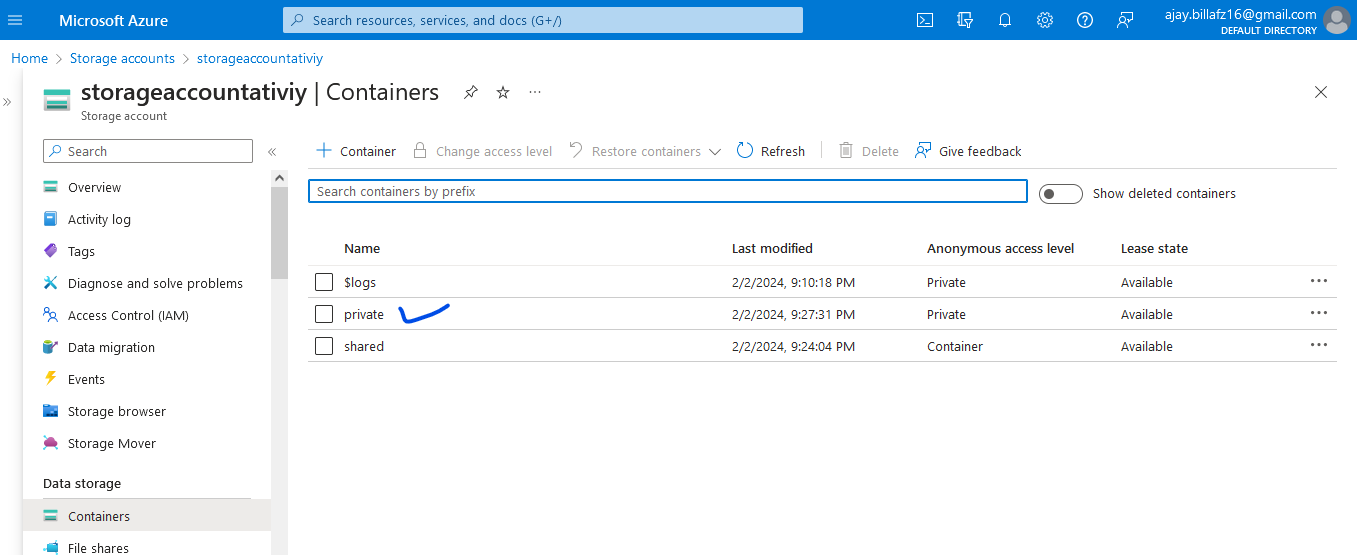 Microsoft Azure
Search resources, services, and docs (G+/)
ajay.billafz16@gmail.com
DEFAULT DIRECTORY
Home > Storage accounts > storageaccountativiy
storageaccountativiy | Containers
Storage account
Search
Container
Change access level
Restore containers
Refresh
Delete
Give feedback
Overview
Activity log
Tags
Diagnose and solve problems
Access Control (IAM)
Data migration
Events
Storage browser
Storage Mover
Data storage
Containers
File shares
Search containers by prefix
Show deleted containers
Name Last modified Anonymous access level Lease state
$logs 2/2/2024, 9:10:18 PM Private Available
private 2/2/2024, 9:27:31 PM Private Available
shared 2/2/2024, 9:24:04 PM Container Available